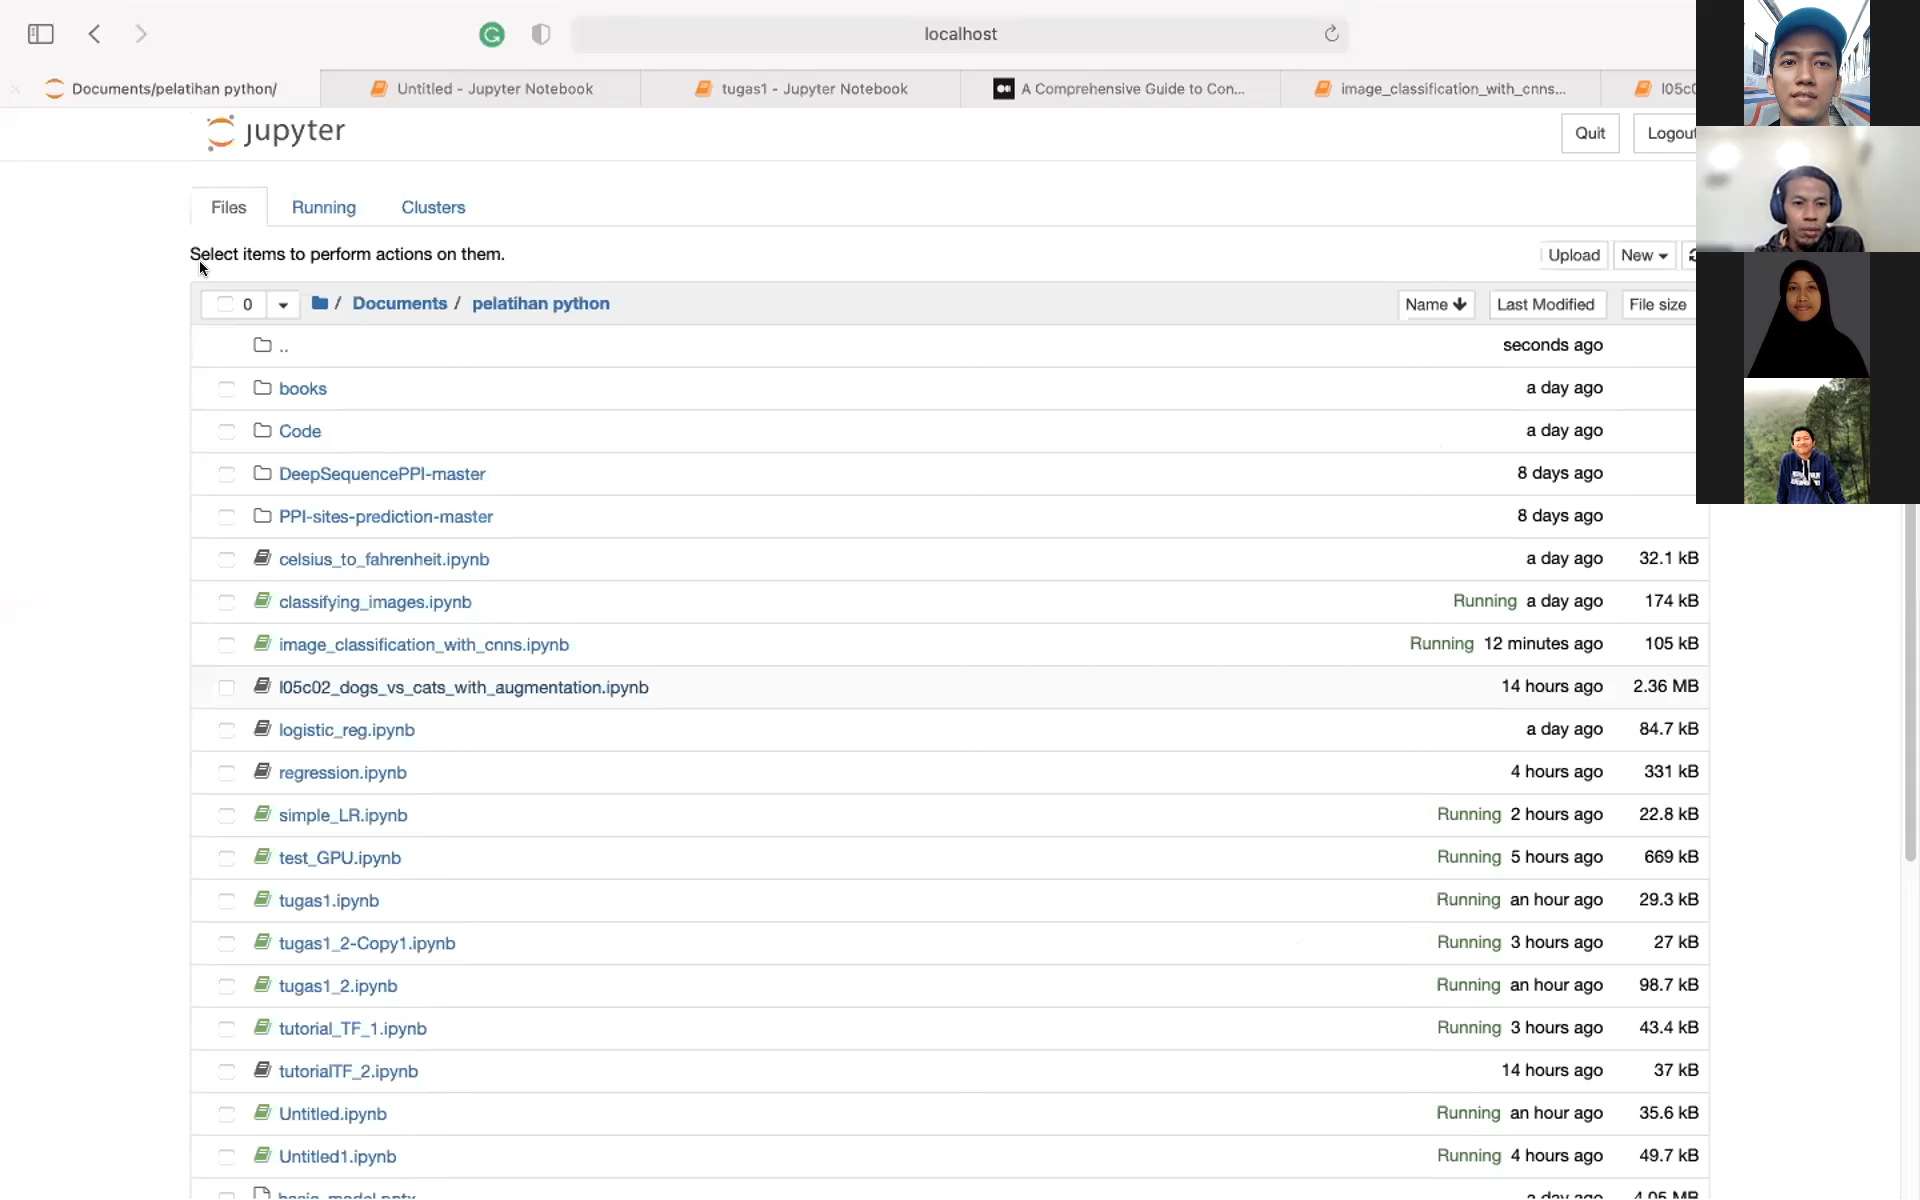 localhost
Documents/pelatihan python/
Untitled - Jupyter Notebook
tugas1 - Jupyter Notebook
A Comprehensive Guide to Con...
image_classification_with_cnns...
jupyter
Quit
Logout
Files
Running
Clusters
Select items to perform actions on them.
Upload
New
0
/ Documents / pelatihan python
Name
Last Modified
File size
.. seconds ago
books a day ago
Code a day ago
DeepSequencePPI-master 8 days ago
PPI-sites-prediction-master 8 days ago
celsius_to_fahrenheit.ipynb a day ago 32.1 kB
classifying_images.ipynb Running a day ago 174 kB
image_classification_with_cnns.ipynb Running 12 minutes ago 105 kB
l05c02_dogs_vs_cats_with_augmentation.ipynb 14 hours ago 2.36 MB
logistic_reg.ipynb a day ago 84.7 kB
regression.ipynb 4 hours ago 331 kB
simple_LR.ipynb Running 2 hours ago 22.8 kB
test_GPU.ipynb Running 5 hours ago 669 kB
tugas1.ipynb Running an hour ago 29.3 kB
tugas1_2-Copy1.ipynb Running 3 hours ago 27 kB
tugas1_2.ipynb Running an hour ago 98.7 kB
tutorial_TF_1.ipynb Running 3 hours ago 43.4 kB
tutorialTF_2.ipynb 14 hours ago 37 kB
Untitled.ipynb Running an hour ago 35.6 kB
Untitled1.ipynb Running 4 hours ago 49.7 kB
basic_model.pptx a day ago 4.05 MB